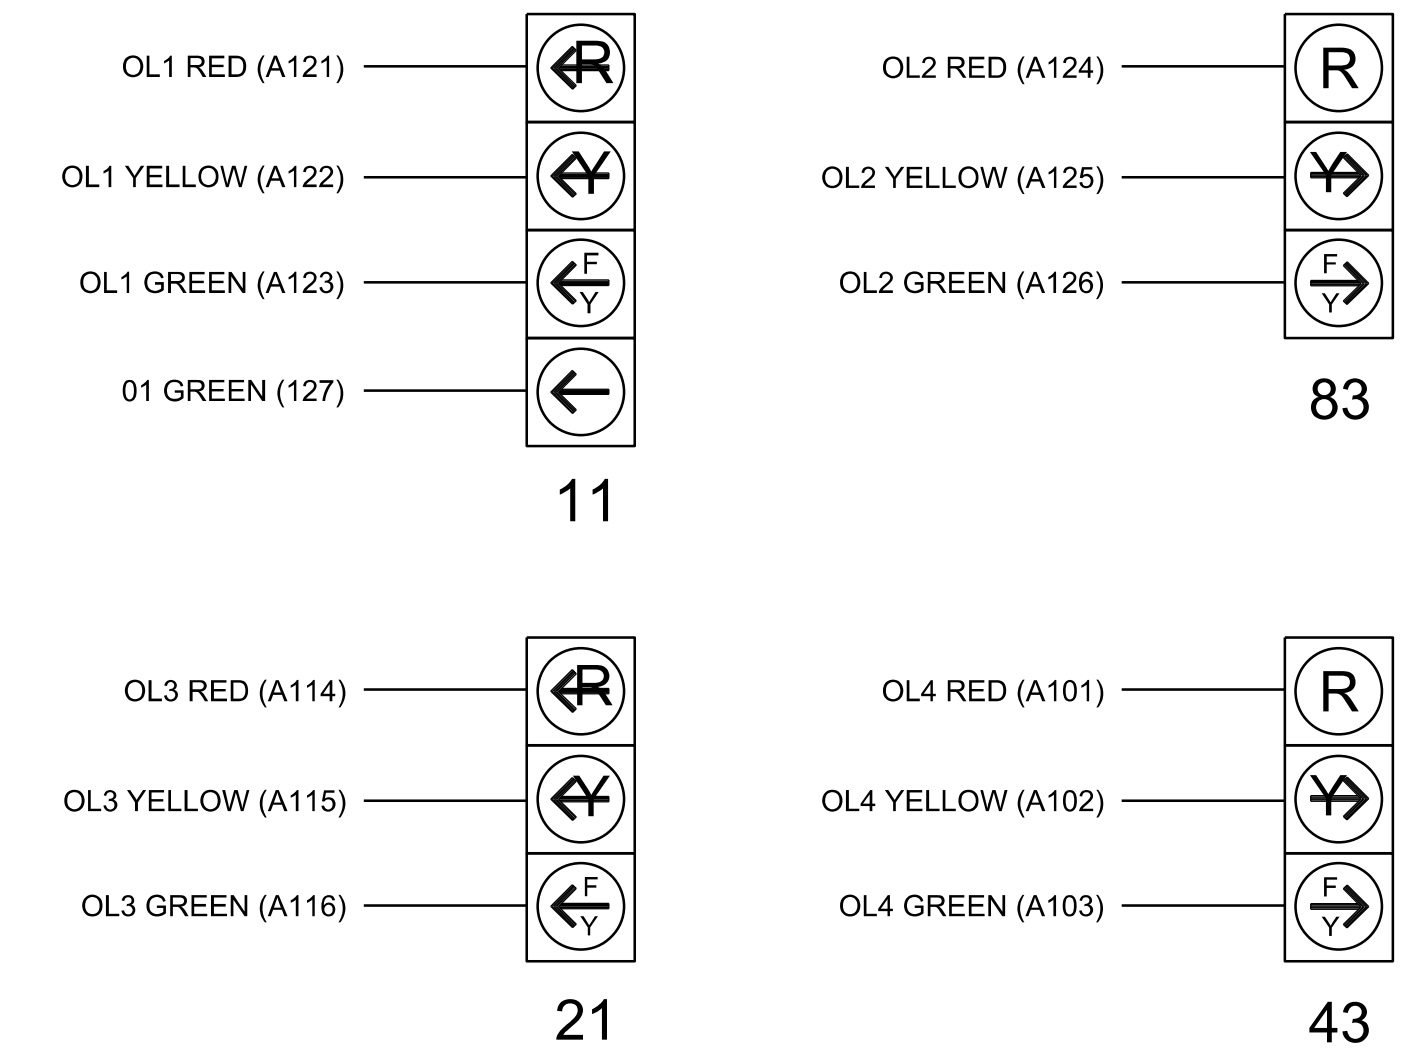 OL1 RED (A121)
R
OL1 YELLOW (A122)
Y
OL1 GREEN (A123)
F
Y
01 GREEN (127)
11
OL2 RED (A124)
R
OL2 YELLOW (A125)
Y
OL2 GREEN (A126)
F
Y
83
OL3 RED (A114)
R
OL3 YELLOW (A115)
Y
OL3 GREEN (A116)
F
Y
21
OL4 RED (A101)
R
OL4 YELLOW (A102)
Y
OL4 GREEN (A103)
F
Y
43